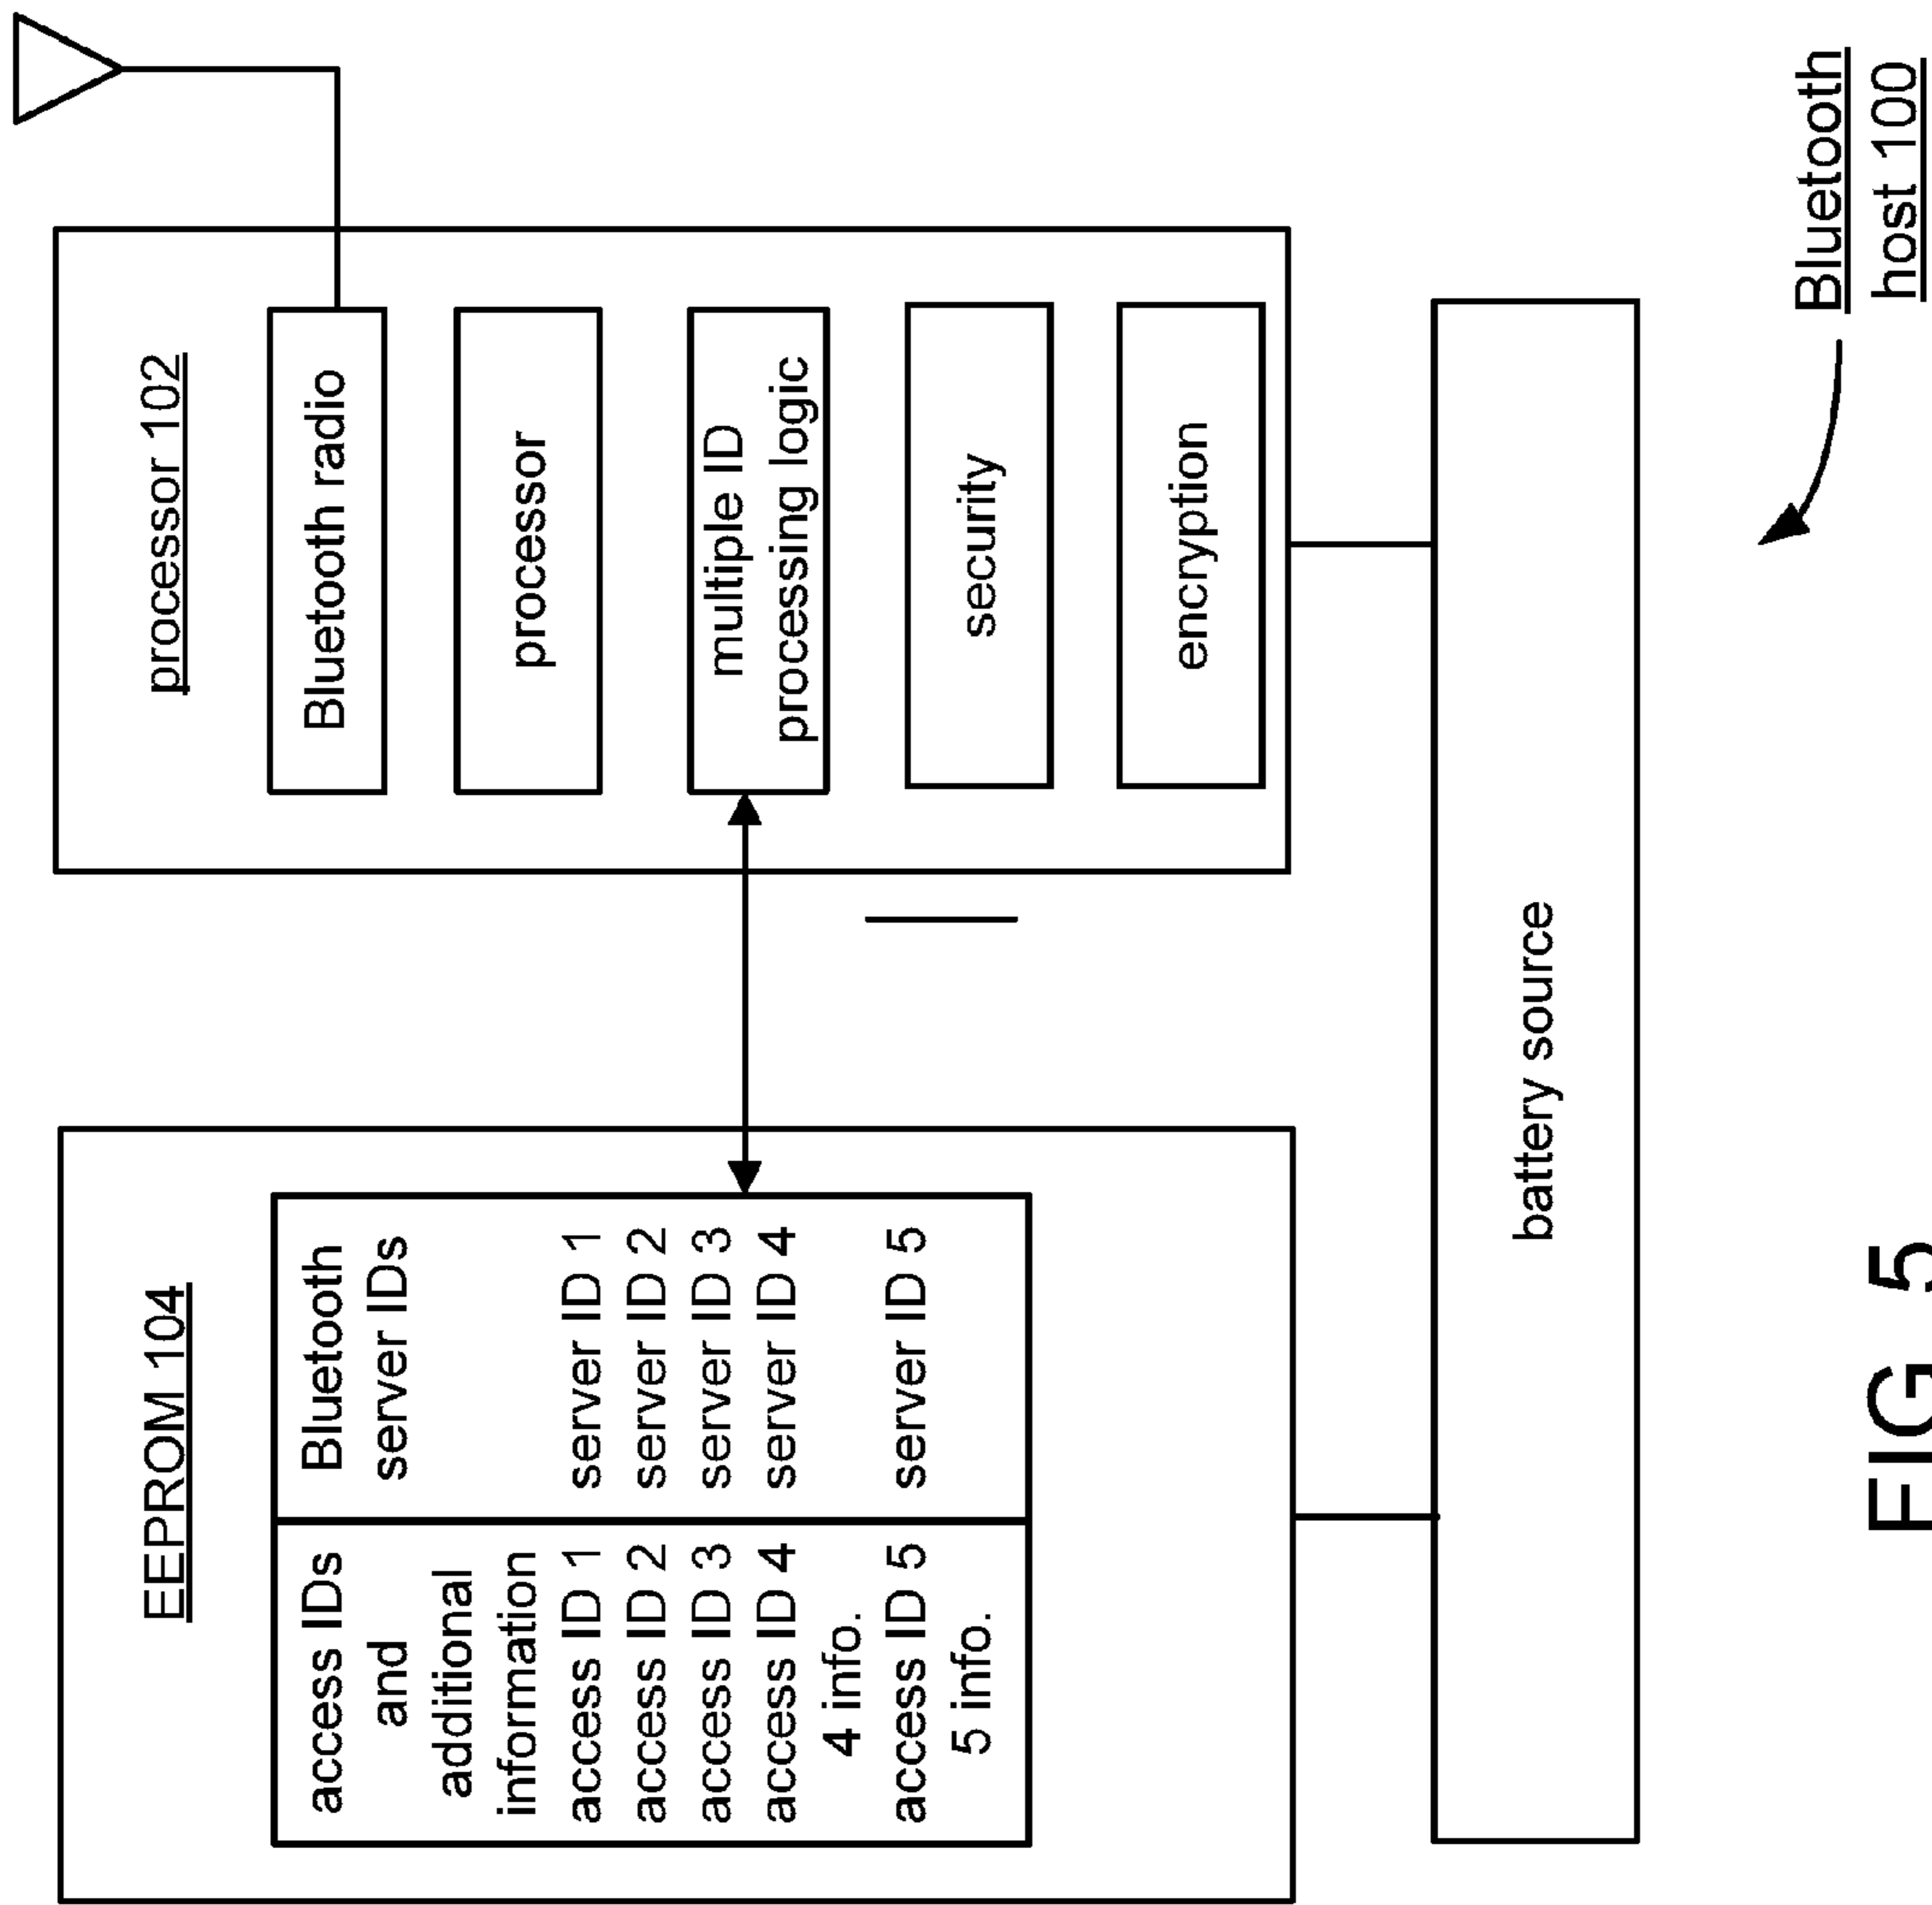 EEPROM 104
access IDs
and
additional
information
access ID 1
access ID 2
access ID 3
access ID 4
4 info.
access ID 5
5 info.
Bluetooth
server IDs
server ID 1
server ID 2
server ID 3
server ID 4
server ID 5
processor 102
Bluetooth radio
processor
multiple ID
processing logic
security
encryption
battery source
Bluetooth
host 100
FIG 5